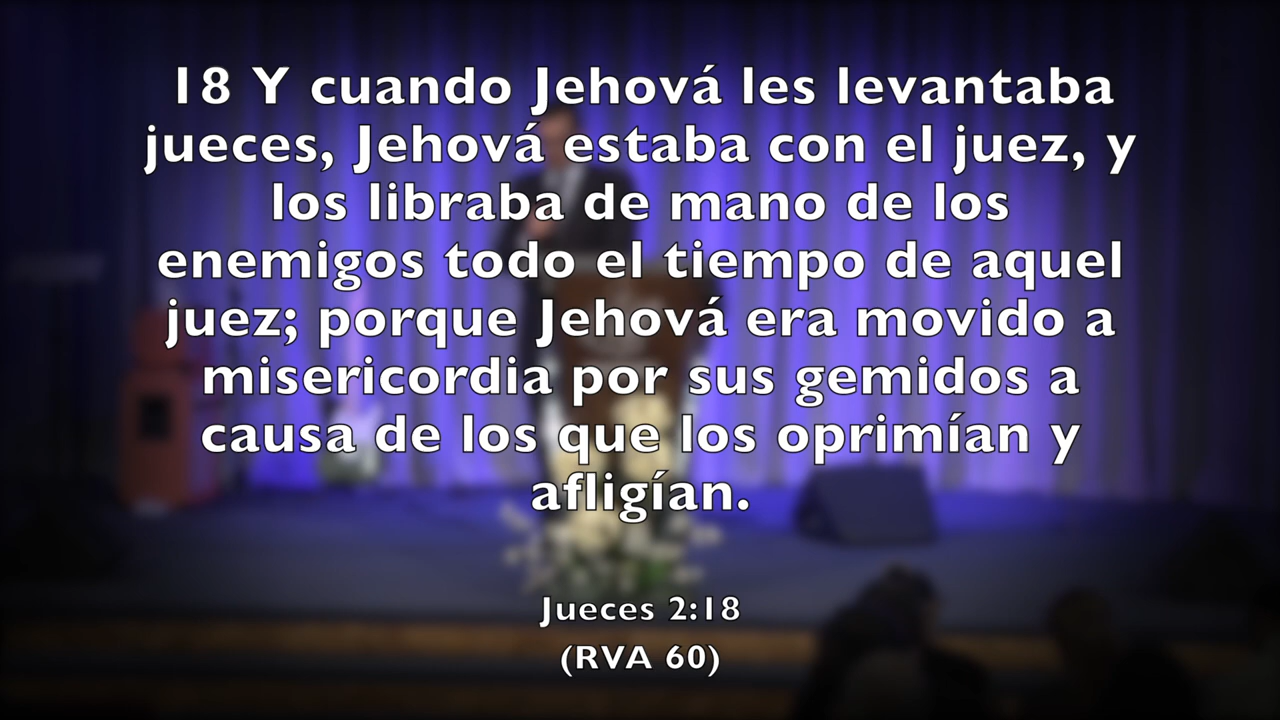 18 Y cuando Jehová les levantaba
jueces, Jehová estaba con el juez, y
los libraba de mano de los
enemigos todo el tiempo de aquel
juez; porque Jehová era movido a
misericordia por sus gemidos a
causa de los que los oprimían y
afligían.
Jueces 2:18
(RVA 60)